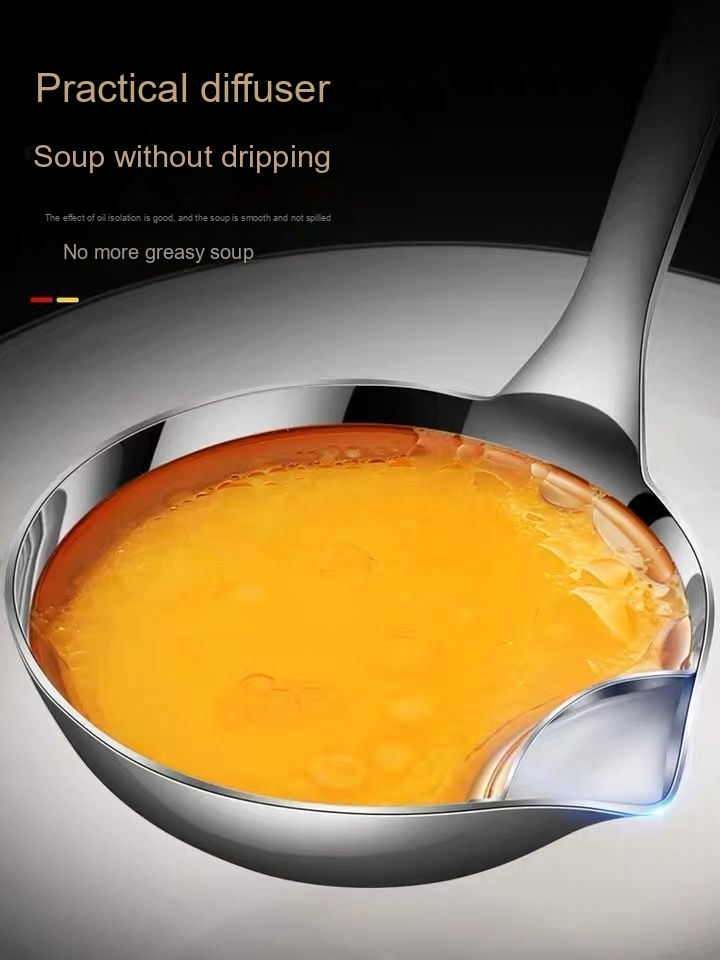 Practical diffuser
Soup without dripping
The effect of oil isolation is good, and the soup is smooth and not spilled
No more greasy soup